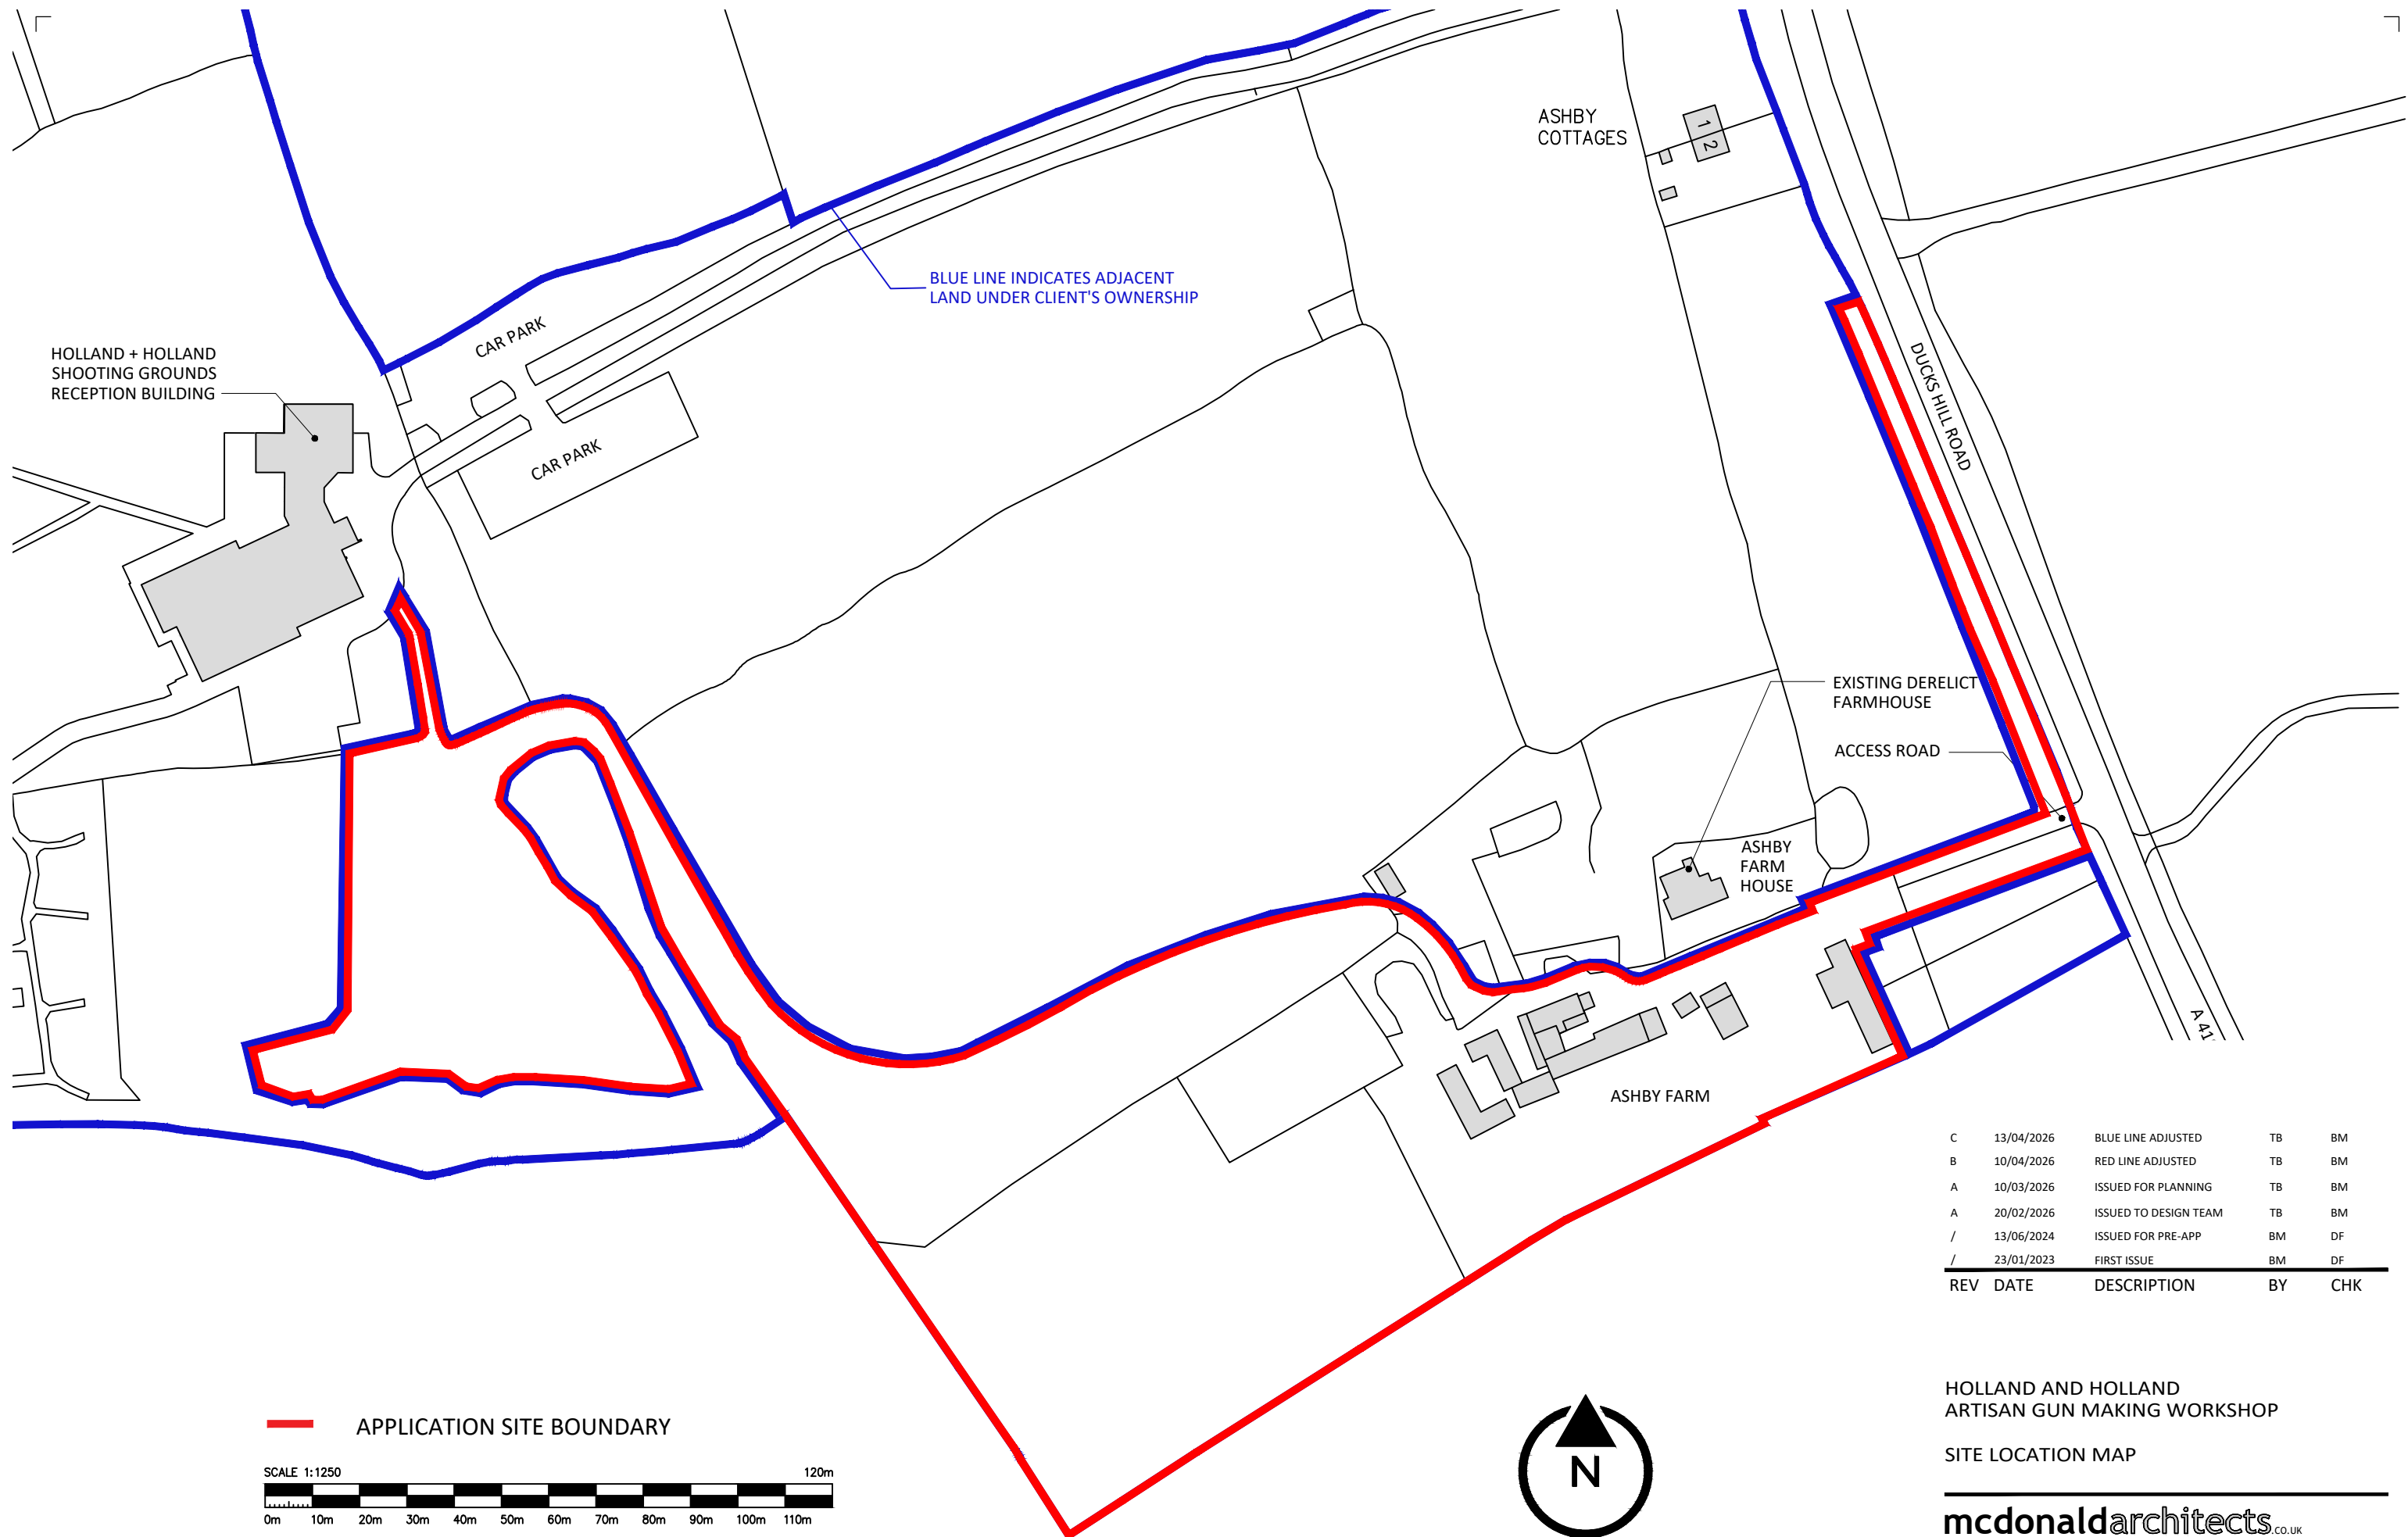 ASHBY
COTTAGES
1
2
BLUE LINE INDICATES ADJACENT
LAND UNDER CLIENT'S OWNERSHIP
CAR PARK
HOLLAND + HOLLAND
SHOOTING GROUNDS
RECEPTION BUILDING
CAR PARK
DUCKS HILL ROAD
EXISTING DERELICT
FARMHOUSE
ACCESS ROAD
ASHBY
FARM
HOUSE
A 41
ASHBY FARM
C 13/04/2026 BLUE LINE ADJUSTED TB BM
B 10/04/2026 RED LINE ADJUSTED TB BM
A 10/03/2026 ISSUED FOR PLANNING TB BM
A 20/02/2026 ISSUED TO DESIGN TEAM TB BM
/ 13/06/2024 ISSUED FOR PRE-APP BM DF
/ 23/01/2023 FIRST ISSUE BM DF
REV DATE DESCRIPTION BY CHK
APPLICATION SITE BOUNDARY
SCALE 1:1250 120m
0m 10m 20m 30m 40m 50m 60m 70m 80m 90m 100m 110m
N
HOLLAND AND HOLLAND
ARTISAN GUN MAKING WORKSHOP
SITE LOCATION MAP
mcdonaldarchitects.co.uk